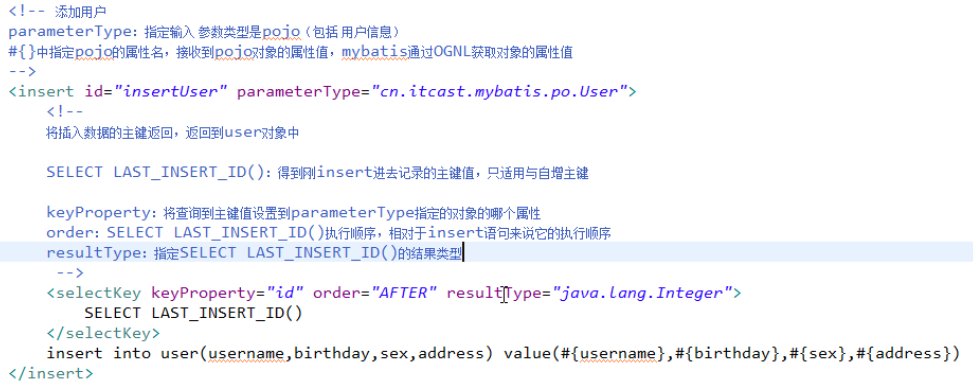 <!-- 添加用户
parameterType：指定输入 参数类型是pojo（包括 用户信息）
#{}中指定pojo的属性名，接收到pojo对象的属性值，mybatis通过OGNL获取对象的属性值
-->
<insert id="insertUser" parameterType="cn.itcast.mybatis.po.User">
<!--
将插入数据的主键返回，返回到user对象中
SELECT LAST_INSERT_ID()：得到刚insert进去记录的主键值，只适用与自增主键
keyProperty：将查询到主键值设置到parameterType指定的对象的哪个属性
order：SELECT LAST_INSERT_ID()执行顺序，相对于insert语句来说它的执行顺序
resultType：指定SELECT LAST_INSERT_ID()的结果类型
-->
<selectKey keyProperty="id" order="AFTER" resultType="java.lang.Integer">
SELECT LAST_INSERT_ID()
</selectKey>
insert into user(username,birthday,sex,address) value(#{username},#{birthday},#{sex},#{address})
</insert>